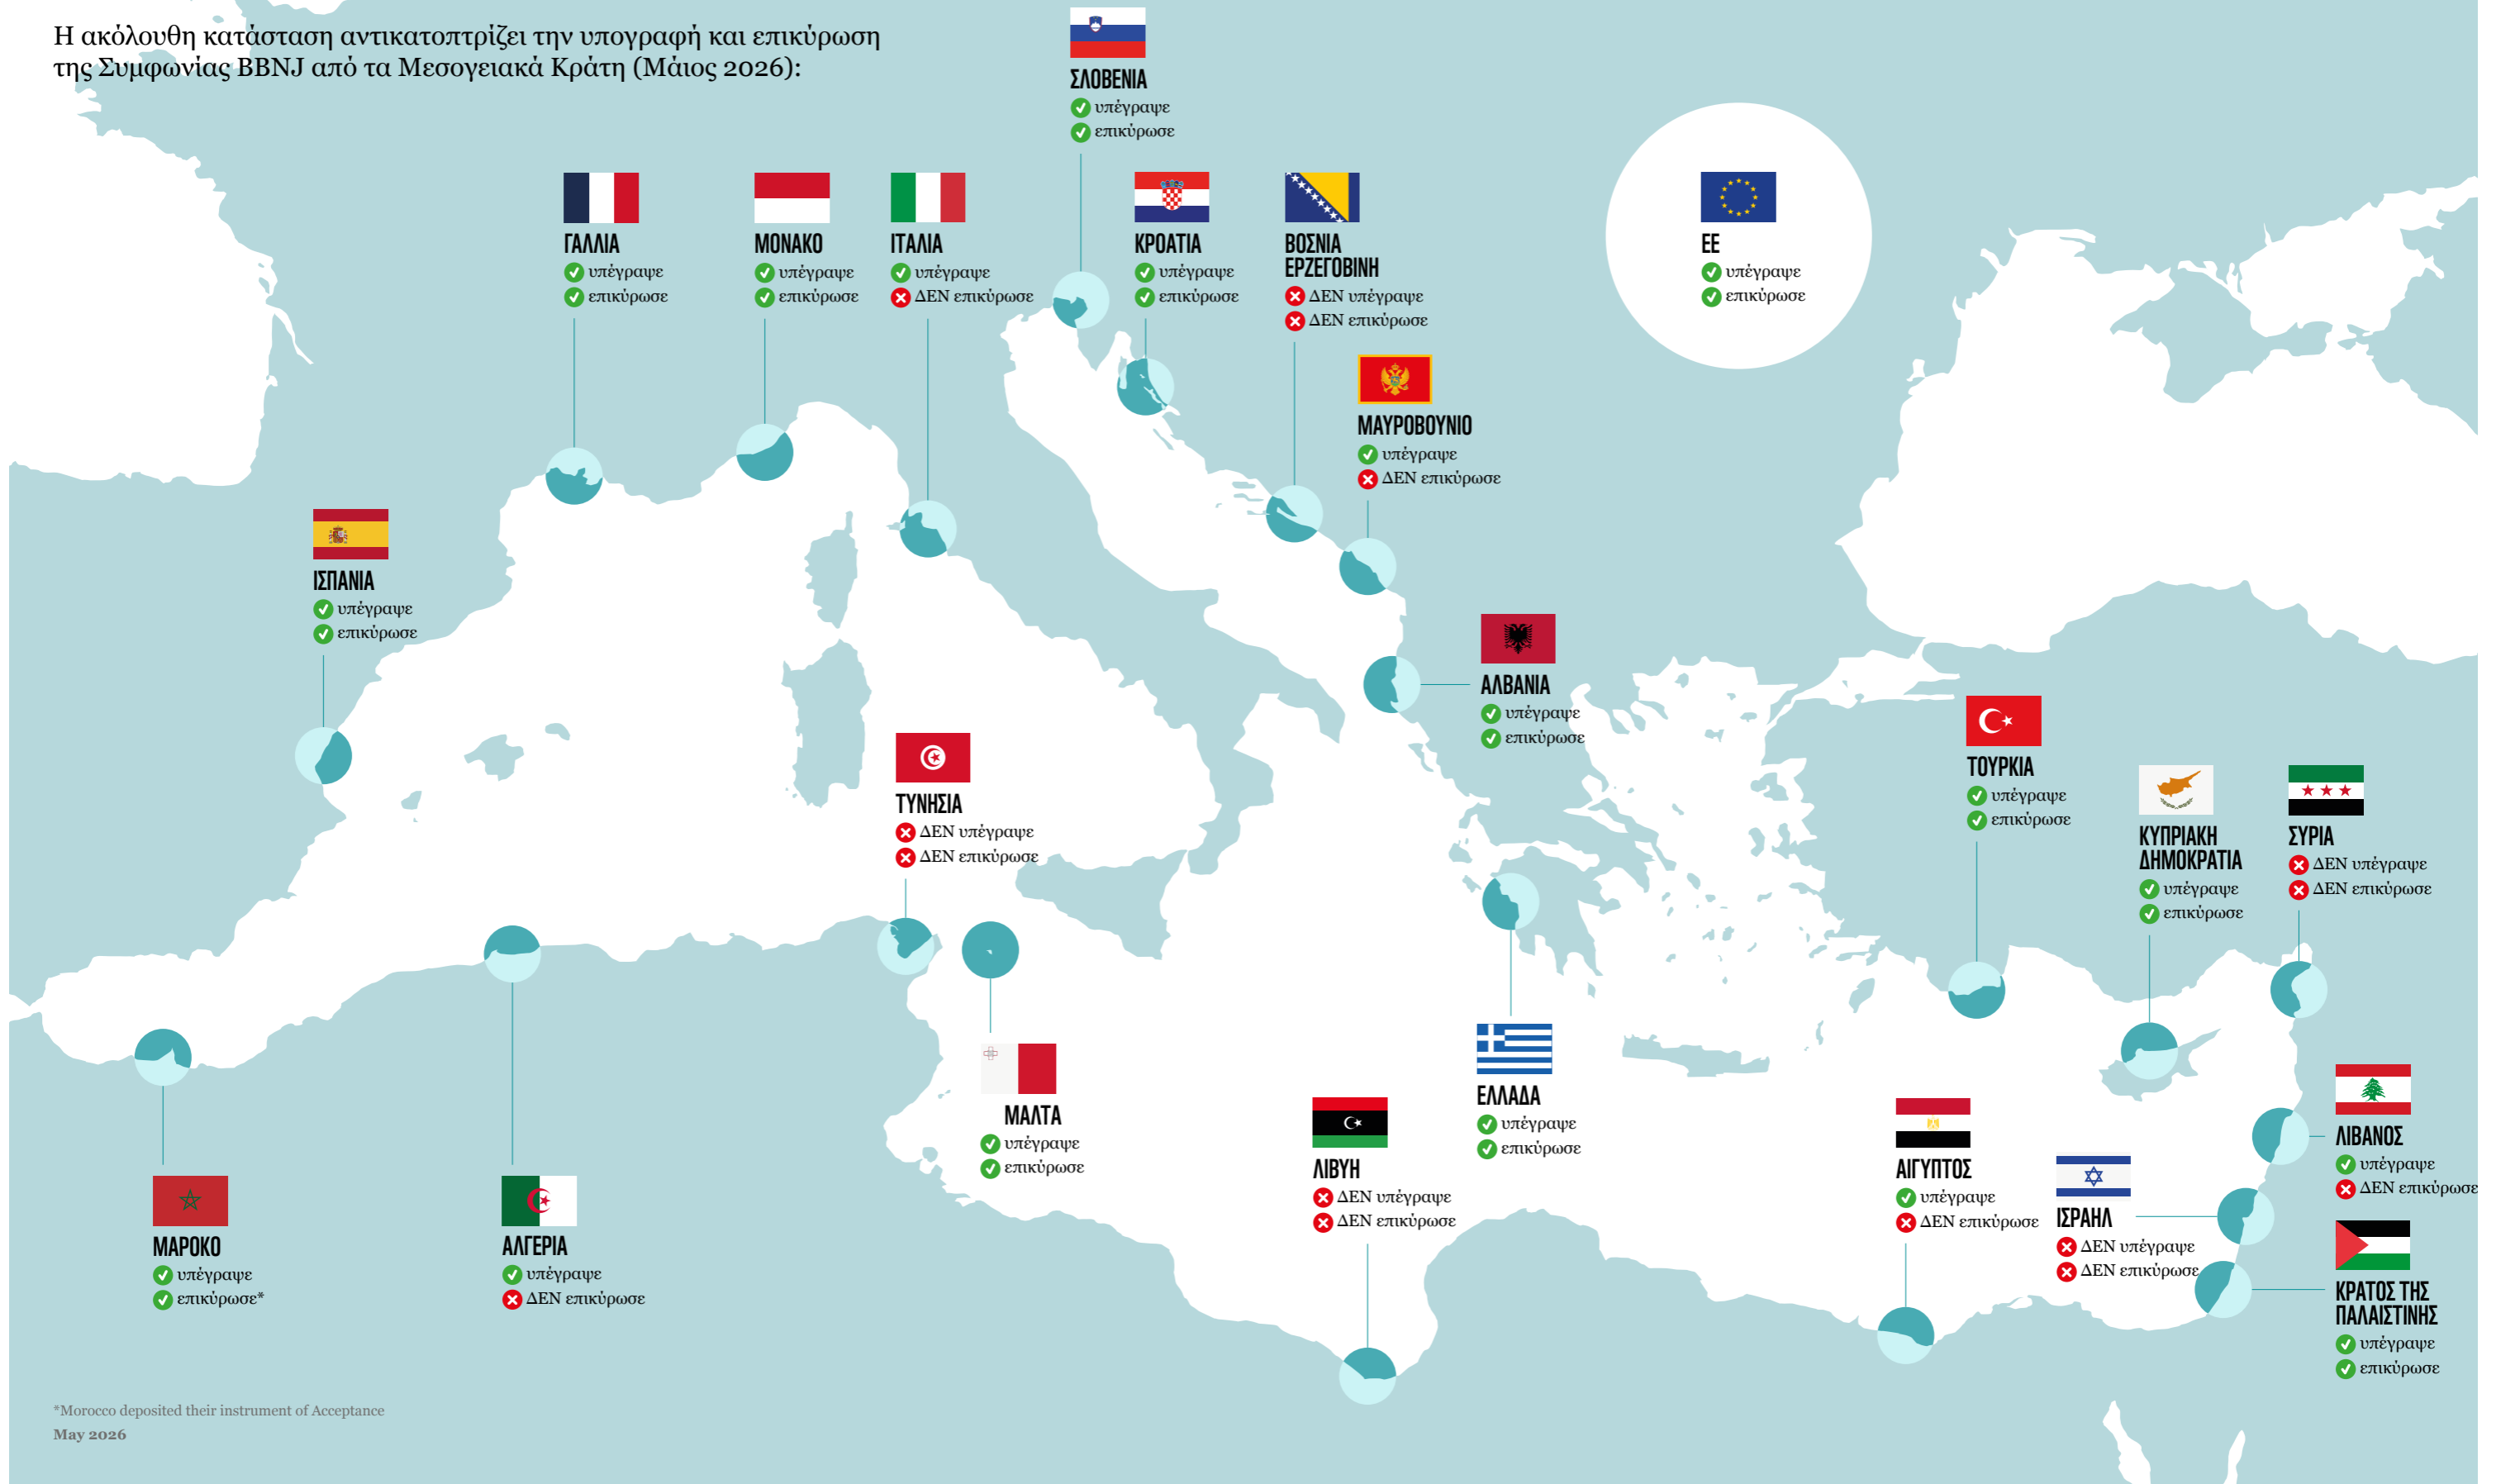 Η ακόλουθη κατάσταση αντικατοπτρίζει την υπογραφή και επικύρωση
της Συμφωνίας BBNJ από τα Μεσογειακά Κράτη (Μάιος 2026):
ΣΛΟΒΕΝΙΑ
υπέγραψε
επικύρωσε
ΓΑΛΛΙΑ
υπέγραψε
επικύρωσε
ΜΟΝΑΚΟ
υπέγραψε
επικύρωσε
ΙΤΑΛΙΑ
υπέγραψε
ΔΕΝ επικύρωσε
ΚΡΟΑΤΙΑ
υπέγραψε
επικύρωσε
ΒΟΣΝΙΑ
ΕΡΖΕΓΟΒΙΝΗ
ΔΕΝ υπέγραψε
ΔΕΝ επικύρωσε
ΕΕ
υπέγραψε
επικύρωσε
ΜΑΥΡΟΒΟΥΝΙΟ
υπέγραψε
ΔΕΝ επικύρωσε
ΙΣΠΑΝΙΑ
υπέγραψε
επικύρωσε
ΑΛΒΑΝΙΑ
υπέγραψε
επικύρωσε
ΤΥΝΗΣΙΑ
ΔΕΝ υπέγραψε
ΔΕΝ επικύρωσε
ΤΟΥΡΚΙΑ
υπέγραψε
επικύρωσε
ΚΥΠΡΙΑΚΗ
ΔΗΜΟΚΡΑΤΙΑ
υπέγραψε
επικύρωσε
ΣΥΡΙΑ
ΔΕΝ υπέγραψε
ΔΕΝ επικύρωσε
ΜΑΛΤΑ
υπέγραψε
επικύρωσε
ΕΛΛΑΔΑ
υπέγραψε
επικύρωσε
ΛΙΒΥΗ
ΔΕΝ υπέγραψε
ΔΕΝ επικύρωσε
ΑΙΓΥΠΤΟΣ
υπέγραψε
ΔΕΝ επικύρωσε
ΙΣΡΑΗΛ
ΔΕΝ υπέγραψε
ΔΕΝ επικύρωσε
ΛΙΒΑΝΟΣ
υπέγραψε
ΔΕΝ επικύρωσε
ΜΑΡΟΚΟ
υπέγραψε
επικύρωσε*
ΑΛΓΕΡΙΑ
υπέγραψε
ΔΕΝ επικύρωσε
ΚΡΑΤΟΣ ΤΗΣ
ΠΑΛΑΙΣΤΙΝΗΣ
υπέγραψε
επικύρωσε
*Morocco deposited their instrument of Acceptance
May 2026